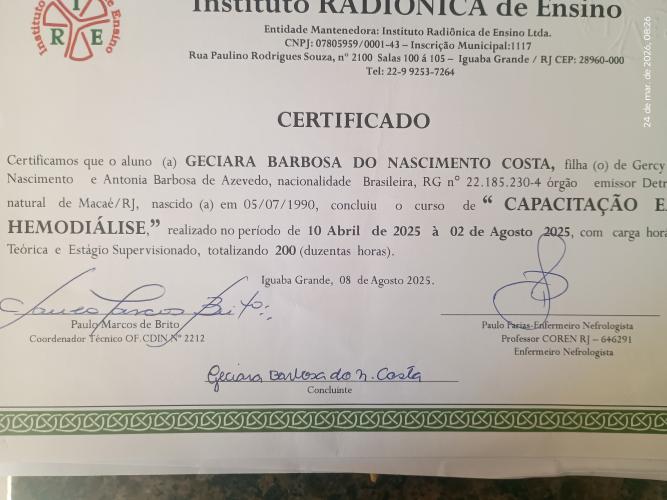 Instituto RADIÔNICA de Ensino
Entidade Mantenedora: Instituto Radiônica de Ensino Ltda.
CNPJ: 07805959/0001-43 – Inscrição Municipal:1117
Rua Paulino Rodrigues Souza, nº 2100 Salas 100 á 105 – Iguaba Grande / RJ CEP: 28960-000
Tel: 22-9 9253-7264
24 de mar. de 2026, 08:26
CERTIFICADO
Certificamos que o aluno (a) GECIARA BARBOSA DO NASCIMENTO COSTA, filha (o) de Gercy
Nascimento e Antonia Barbosa de Azevedo, nacionalidade Brasileira, RG nº 22.185.230-4 órgão emissor Detr
natural de Macaé/RJ, nascido (a) em 05/07/1990, concluiu o curso de “ CAPACITAÇÃO E
HEMODIÁLISE,” realizado no período de 10 Abril de 2025 à 02 de Agosto 2025, com carga hora
Teórica e Estágio Supervisionado, totalizando 200 (duzentas horas).
Iguaba Grande, 08 de Agosto 2025.
Paulo Marcos Brito
Paulo Marcos de Brito
Coordenador Técnico OF.CDIN Nº 2212
Paulo Farias-Enfermeiro Nefrologista
Professor COREN RJ – 646291
Enfermeiro Nefrologista
Geciara Barbosa do N. Costa
Concluinte